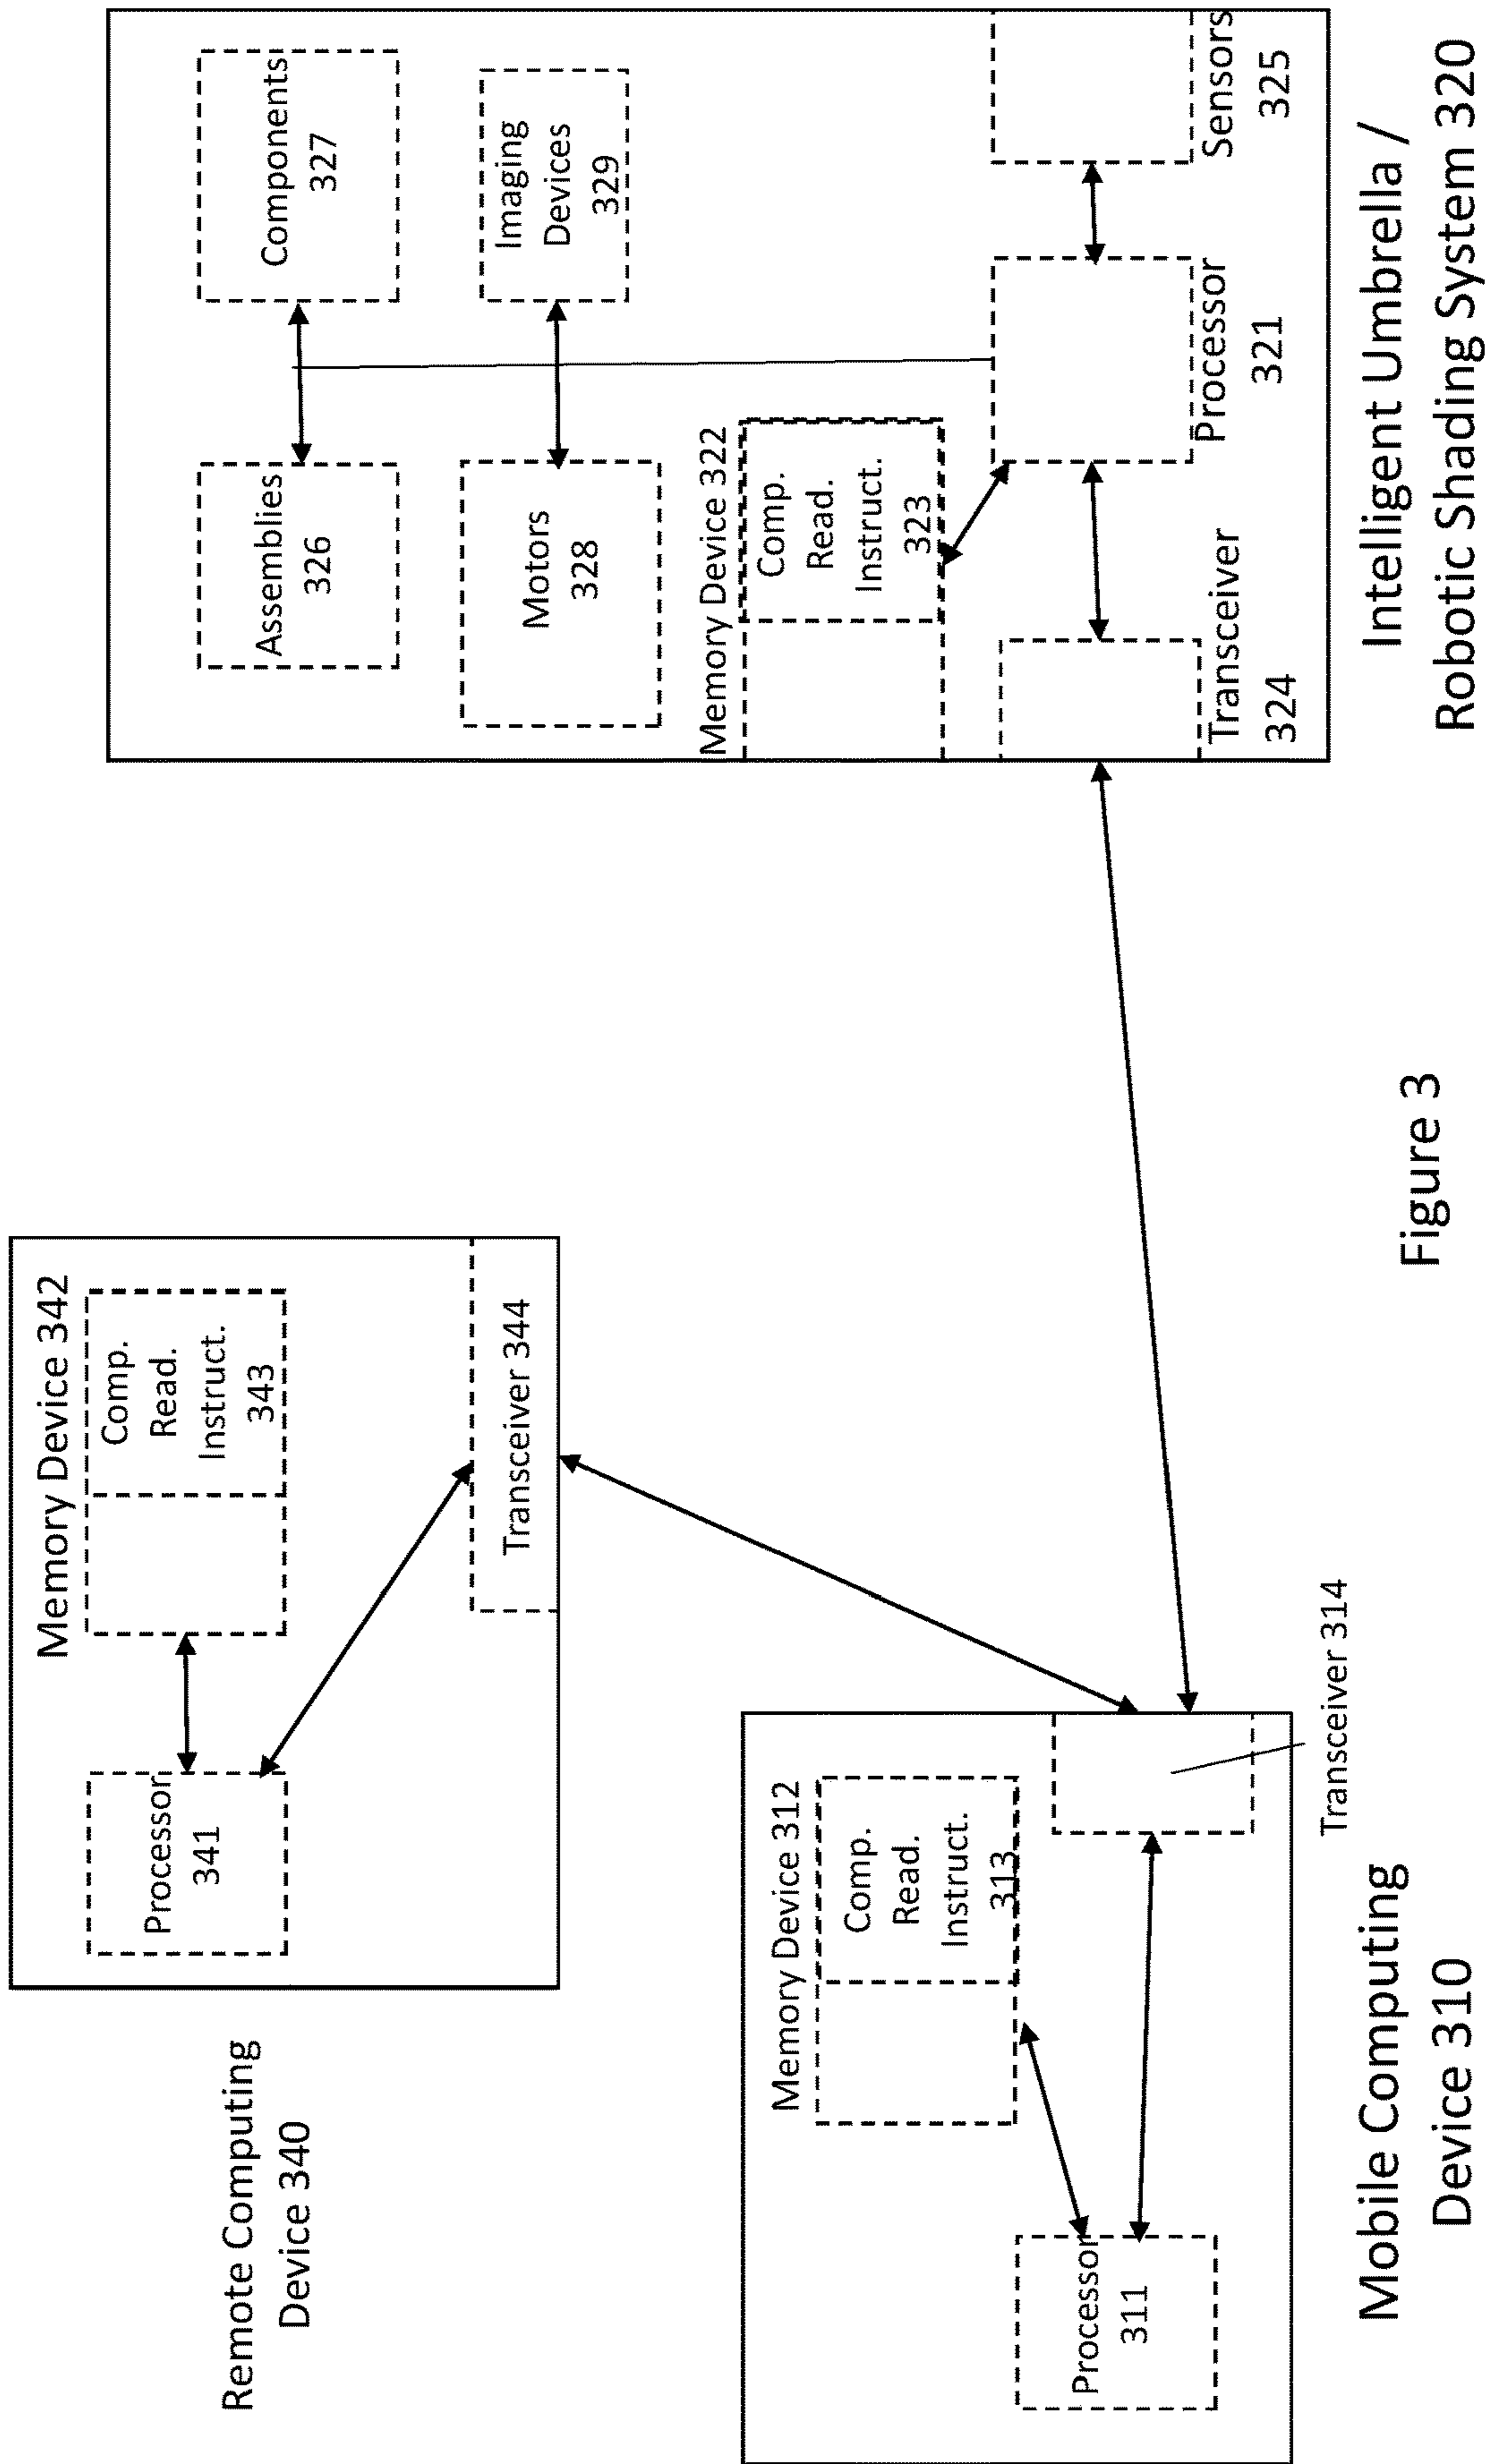 Remote Computing
Device 340
Memory Device 342
Processor
341
Comp.
Read.
Instruct.
343
Transceiver 344
Memory Device 312
Comp.
Read.
Instruct.
313
Processor
311
Transceiver 314
Mobile Computing
Device 310
Assemblies
326
Components
327
Motors
328
Imaging
Devices
329
Memory Device 322
Comp.
Read.
Instruct.
323
Transceiver
324
Processor
321
Sensors
325
Intelligent Umbrella /
Robotic Shading System 320
Figure 3